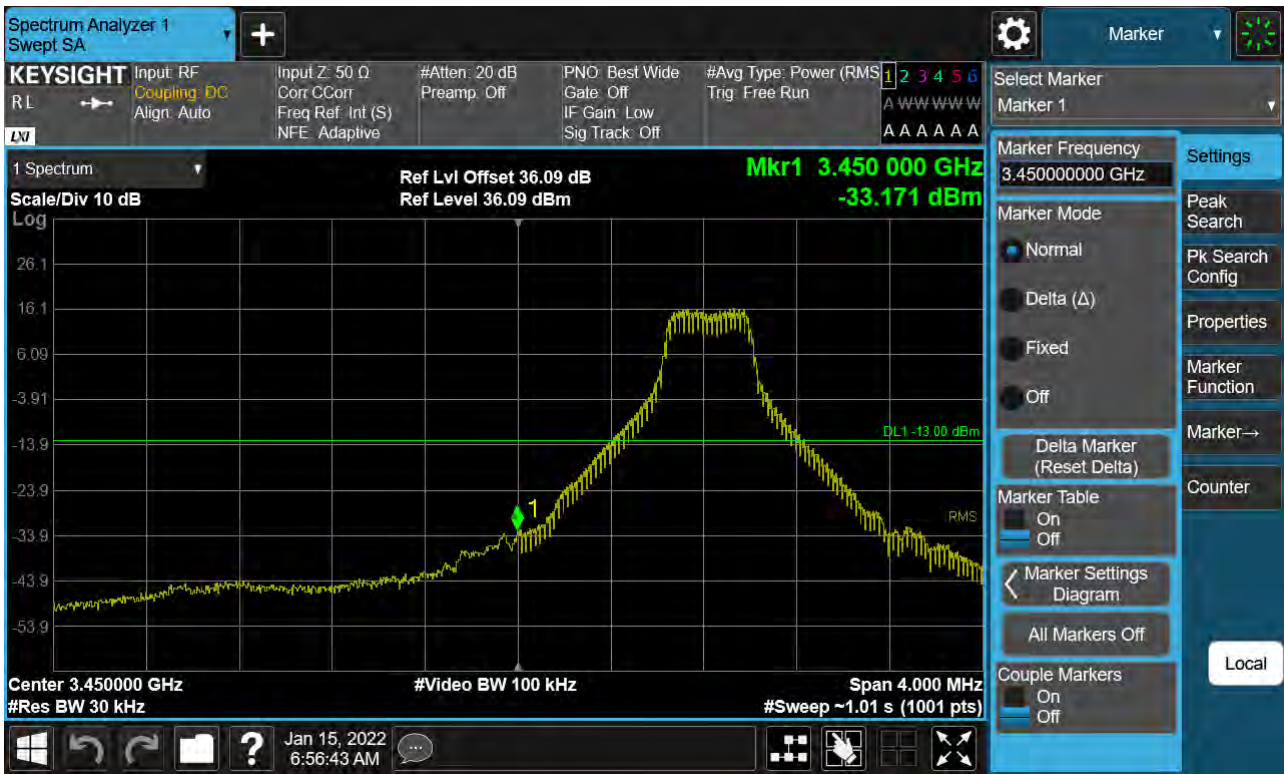 Spectrum Analyzer 1
Swept SA
+
Marker
KEYSIGHT
RL
LXI
Input: RF
Coupling: DC
Align: Auto
Input Z: 50 Ω
Corr CCorr
Freq Ref: Int (S)
NFE: Adaptive
#Atten: 20 dB
Preamp: Off
PNO: Best Wide
Gate: Off
IF Gain: Low
Sig Track: Off
#Avg Type: Power (RMS
Trig: Free Run
1 2 3 4 5 6
A W W W W W
A A A A A A
Select Marker
Marker 1
1 Spectrum
Scale/Div 10 dB
Log
Ref Lvl Offset 36.09 dB
Ref Level 36.09 dBm
Mkr1 3.450 000 GHz
-33.171 dBm
26.1
16.1
6.09
-3.91
-13.9
-23.9
-33.9
-43.9
-53.9
DL1 -13.00 dBm
1
RMS
Center 3.450000 GHz
#Res BW 30 kHz
#Video BW 100 kHz
Span 4.000 MHz
#Sweep ~1.01 s (1001 pts)
Marker Frequency
3.450000000 GHz
Marker Mode
Normal
Delta (Δ)
Fixed
Off
Delta Marker
(Reset Delta)
Marker Table
On
Off
Marker Settings
Diagram
All Markers Off
Couple Markers
On
Off
Settings
Peak
Search
Pk Search
Config
Properties
Marker
Function
Marker→
Counter
Local
?
Jan 15, 2022
6:56:43 AM